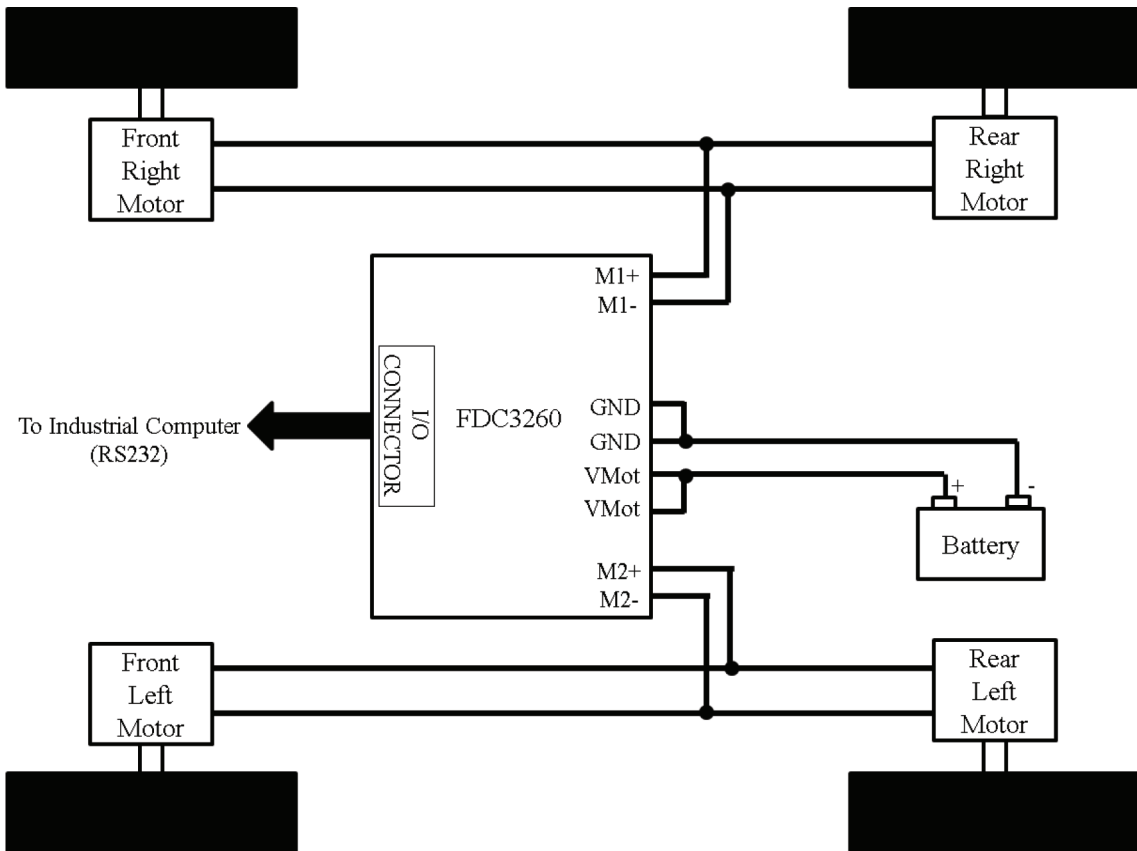 Front
Right
Motor
Rear
Right
Motor
M1+
M1-
I/O
CONNECTOR
FDC3260
GND
GND
VMot
VMot
To Industrial Computer
(RS232)
+
-
Battery
M2+
M2-
Front
Left
Motor
Rear
Left
Motor